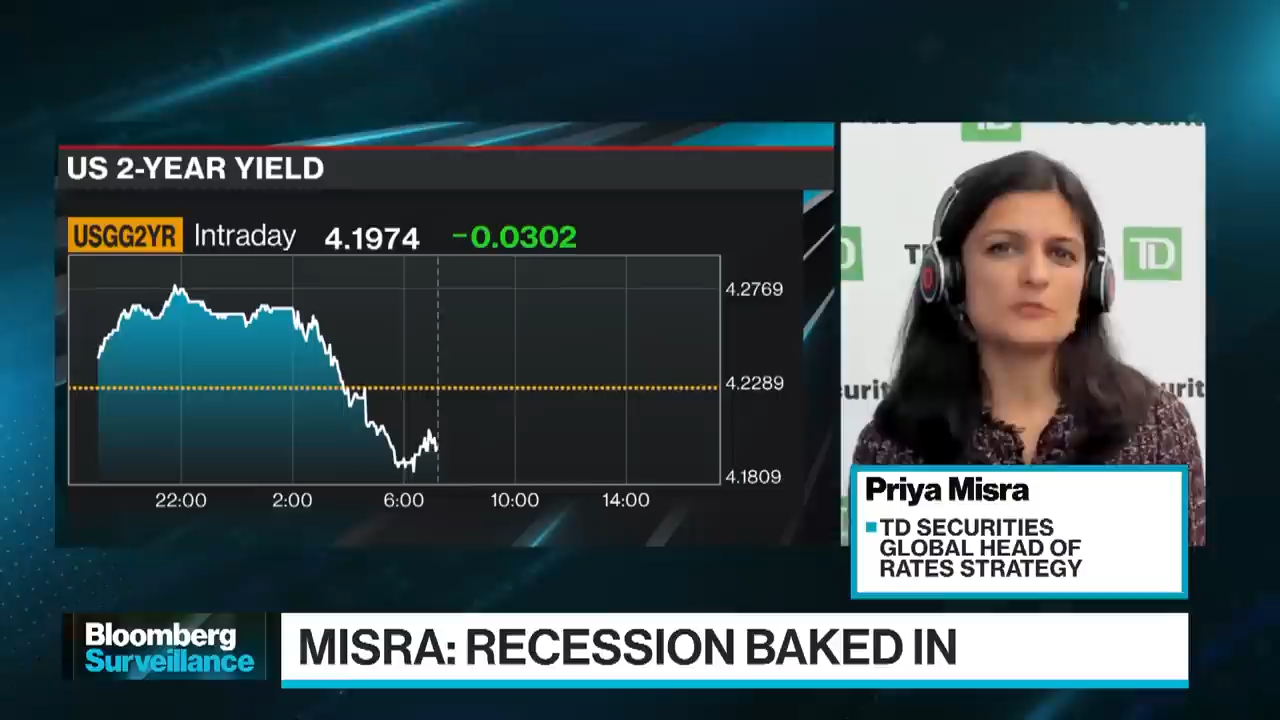 US 2-YEAR YIELD
USGG2YR Intraday 4.1974 -0.0302
4.2769
4.2289
4.1809
22:00 2:00 6:00 10:00 14:00
TD
TD
Priya Misra
TD SECURITIES
GLOBAL HEAD OF
RATES STRATEGY
Bloomberg
Surveillance
MISRA: RECESSION BAKED IN